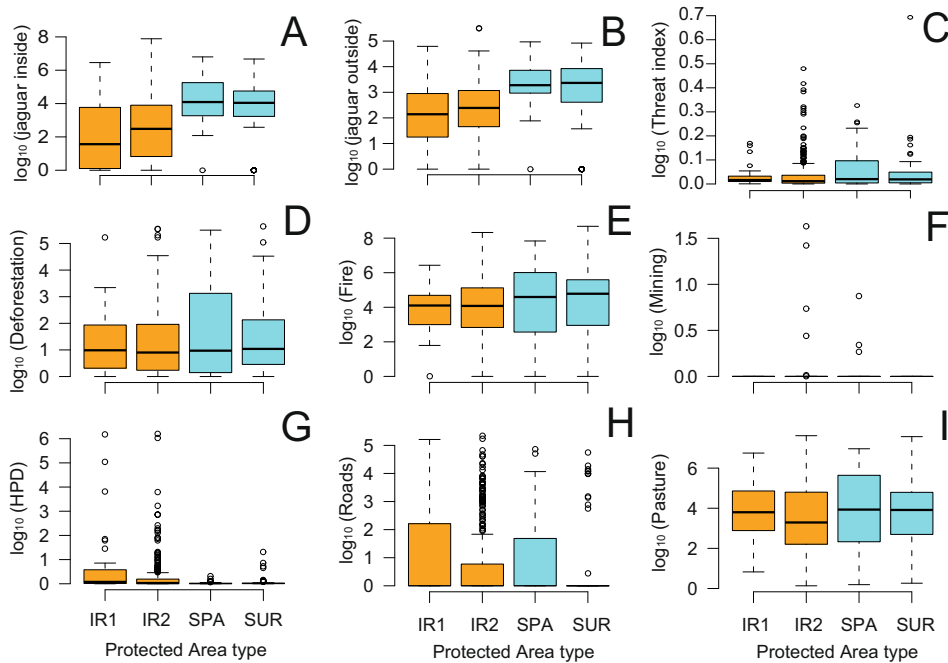 A
log10 (jaguar inside)
8
6
4
2
0
B
log10 (jaguar outside)
5
4
3
2
1
0
C
log10 (Threat index)
0.7
0.6
0.5
0.4
0.3
0.2
0.1
0.0
D
log10 (Deforestation)
5
4
3
2
1
0
E
log10 (Fire)
8
6
4
2
0
F
log10 (Mining)
1.5
1.0
0.5
0.0
G
log10 (HPD)
6
5
4
3
2
1
0
H
log10 (Roads)
5
4
3
2
1
0
I
log10 (Pasture)
6
4
2
0
IR1 IR2 SPA SUR
Protected Area type
IR1 IR2 SPA SUR
Protected Area type
IR1 IR2 SPA SUR
Protected Area type